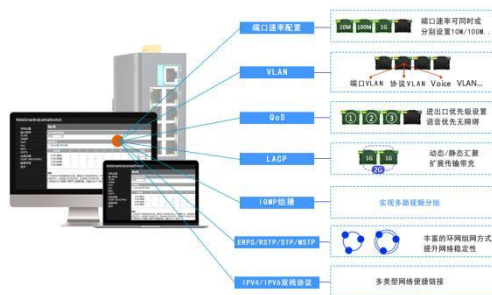 端口速率配置
10M 100M 1G
端口速率可同时或
分别设置10M/100M...
VLAN
端口VLAN 协议VLAN Voice VLAN...
QoS
① ② ③
进出口优先级设置
语音优先无障碍
LACP
1G 1G
2G
动态/静态汇聚
扩展传输带宽
IGMP组播
实现多路视频分组
ERPS/RSTP/STP/MSTP
丰富的环网组网方式
提升网络稳定性
IPV4/IPV6双栈协议
多类型网络便捷链接